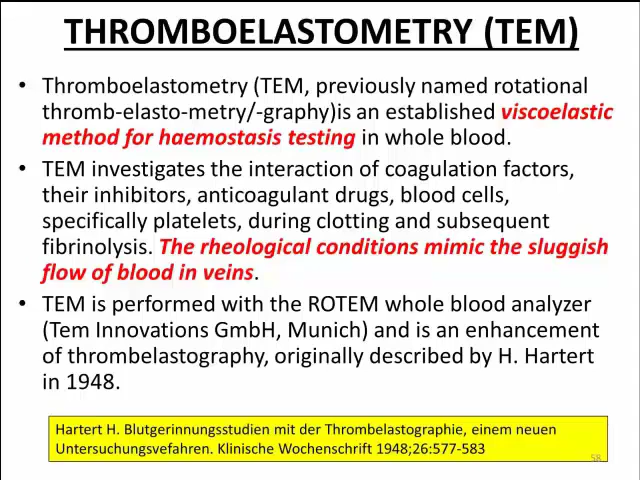 THROMBOELASTOMETRY (TEM)
• Thromboelastometry (TEM, previously named rotational
thromb-elasto-metry/-graphy)is an established viscoelastic
method for haemostasis testing in whole blood.
• TEM investigates the interaction of coagulation factors,
their inhibitors, anticoagulant drugs, blood cells,
specifically platelets, during clotting and subsequent
fibrinolysis. The rheological conditions mimic the sluggish
flow of blood in veins.
• TEM is performed with the ROTEM whole blood analyzer
(Tem Innovations GmbH, Munich) and is an enhancement
of thrombelastography, originally described by H. Hartert
in 1948.
Hartert H. Blutgerinnungsstudien mit der Thrombelastographie, einem neuen
Untersuchungsvefahren. Klinische Wochenschrift 1948;26:577-583
58